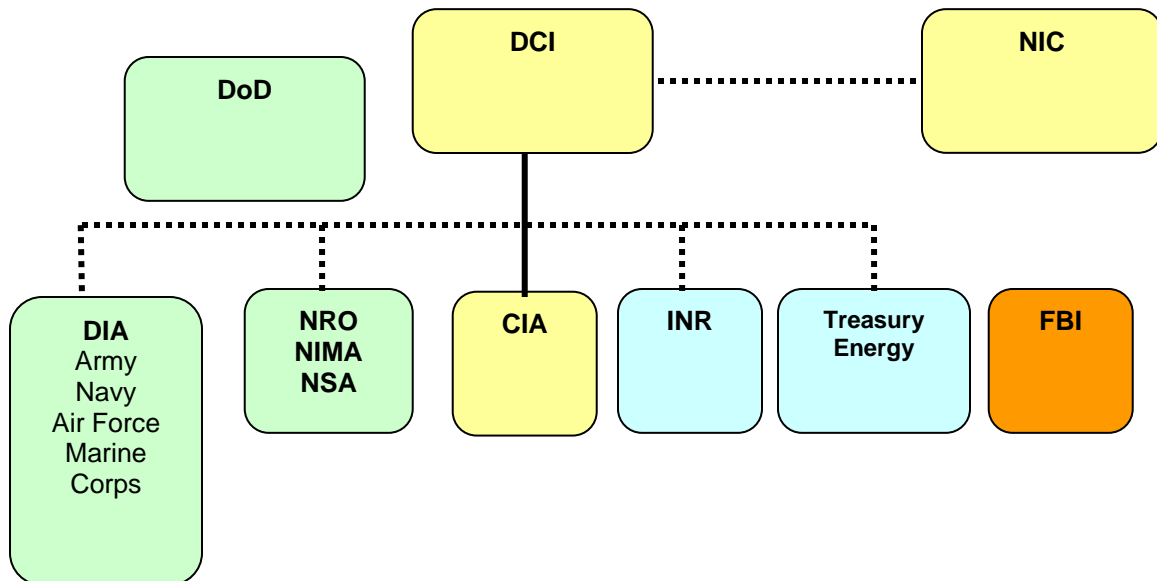 DCI
NIC
DoD
DIA
Army
Navy
Air Force
Marine
Corps
NRO
NIMA
NSA
CIA
INR
Treasury
Energy
FBI